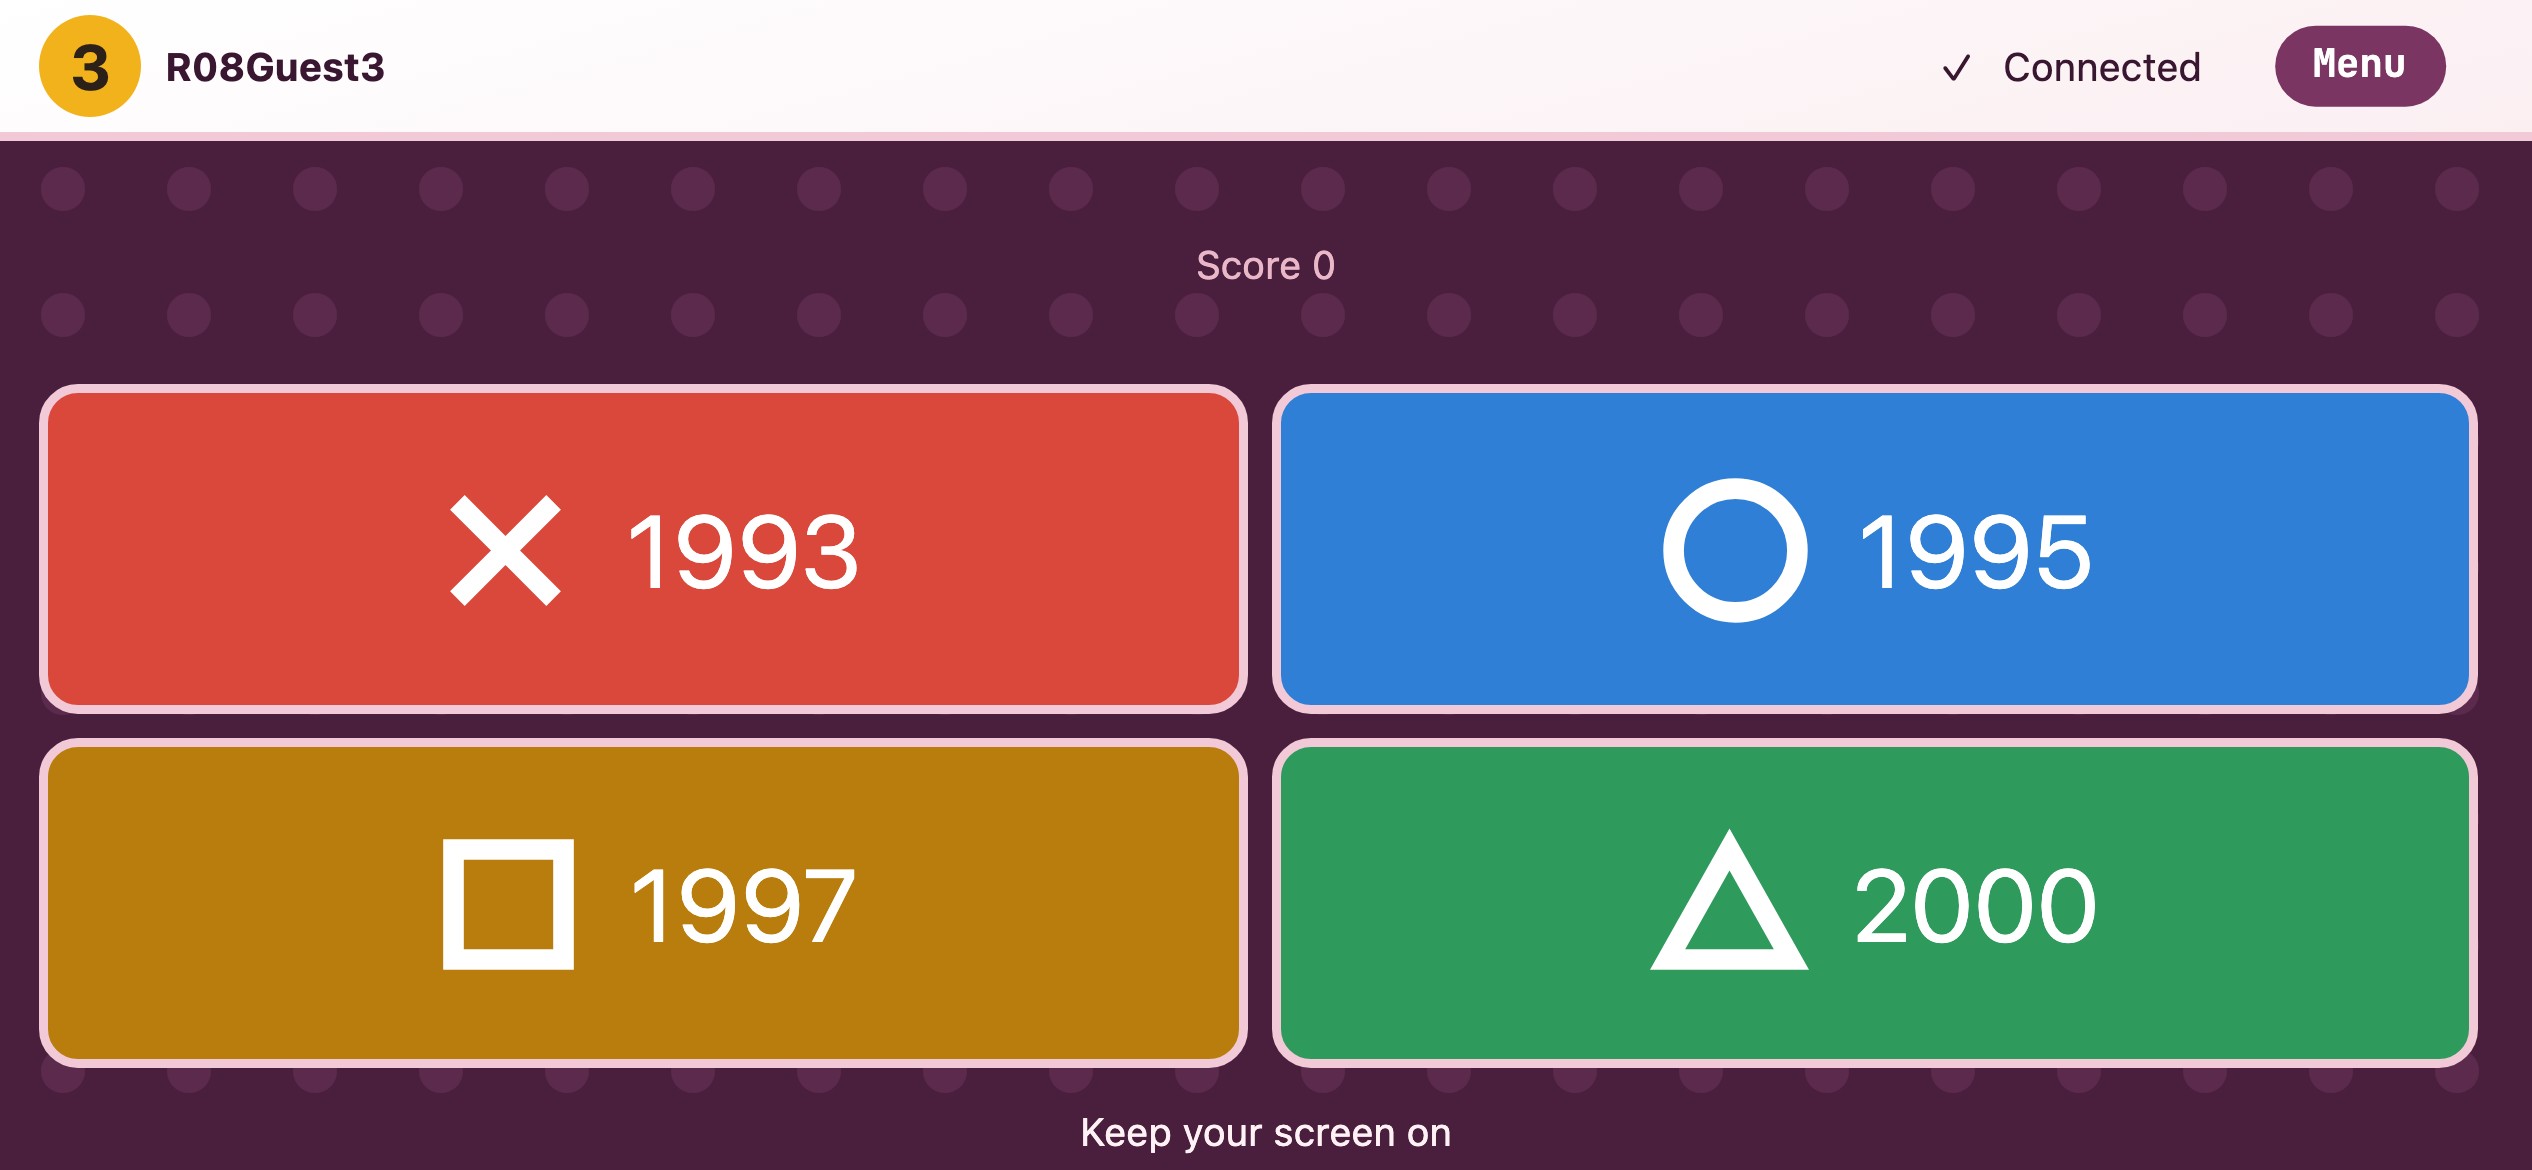 3 R08Guest3 ✓ Connected Menu
Score 0
1993
1995
1997
2000
Keep your screen on